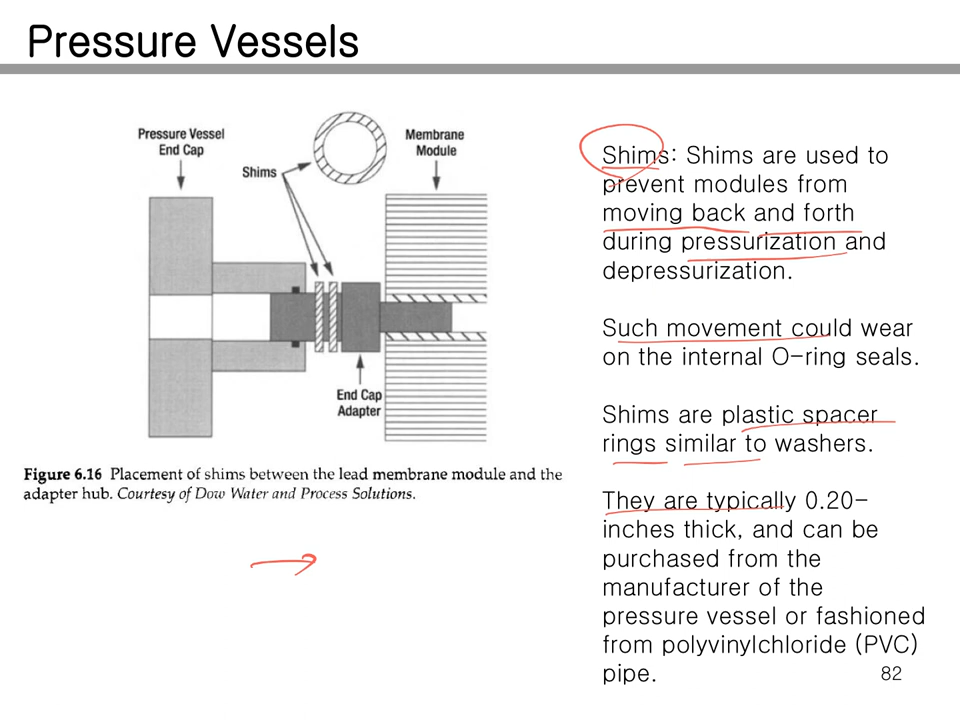 Pressure Vessels
Pressure Vessel
End Cap
Shims
Membrane
Module
End Cap
Adapter
Figure 6.16 Placement of shims between the lead membrane module and the
adapter hub. Courtesy of Dow Water and Process Solutions.
Shims: Shims are used to
prevent modules from
moving back and forth
during pressurization and
depressurization.
Such movement could wear
on the internal O-ring seals.
Shims are plastic spacer
rings similar to washers.
They are typically 0.20-
inches thick, and can be
purchased from the
manufacturer of the
pressure vessel or fashioned
from polyvinylchloride (PVC)
pipe.
82